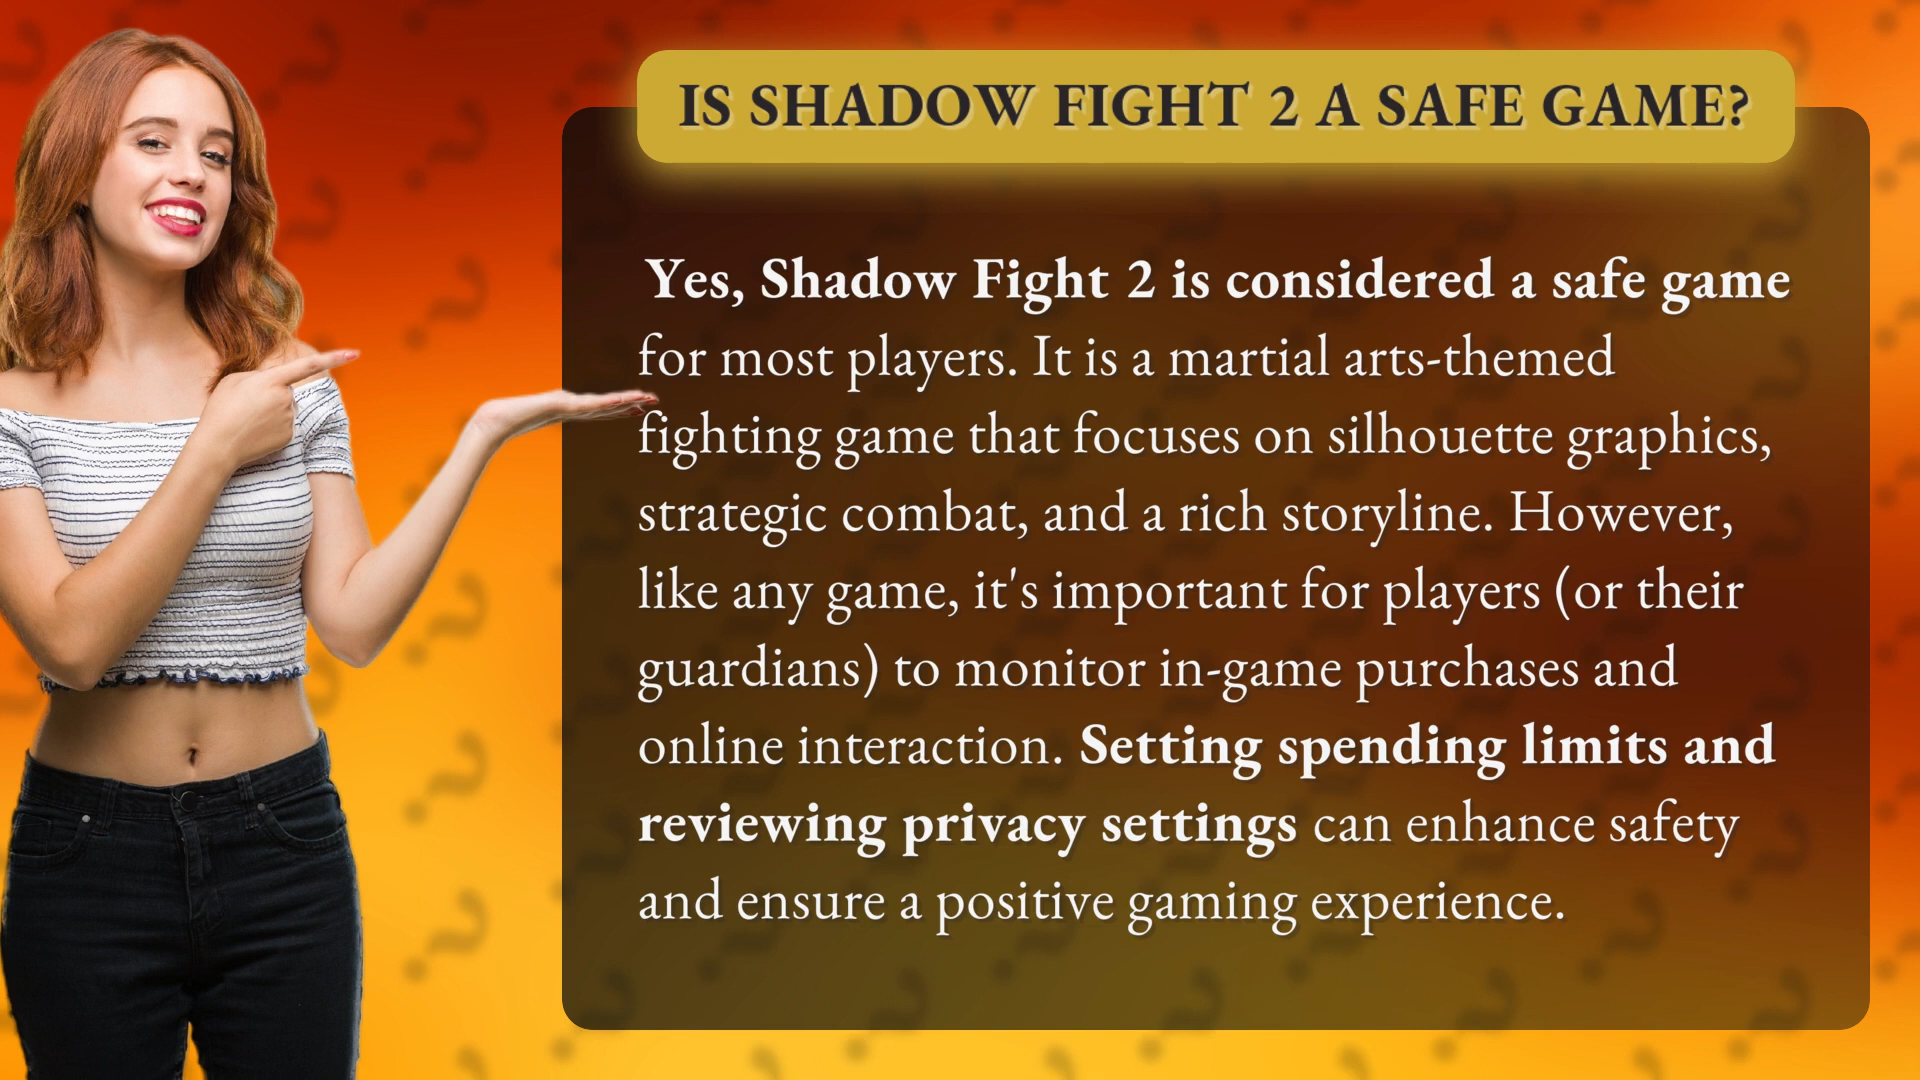 IS SHADOW FIGHT 2 A SAFE GAME?
Yes, Shadow Fight 2 is considered a safe game
for most players. It is a martial arts-themed
fighting game that focuses on silhouette graphics,
strategic combat, and a rich storyline. However,
like any game, it's important for players (or their
guardians) to monitor in-game purchases and
online interaction. Setting spending limits and
reviewing privacy settings can enhance safety
and ensure a positive gaming experience.